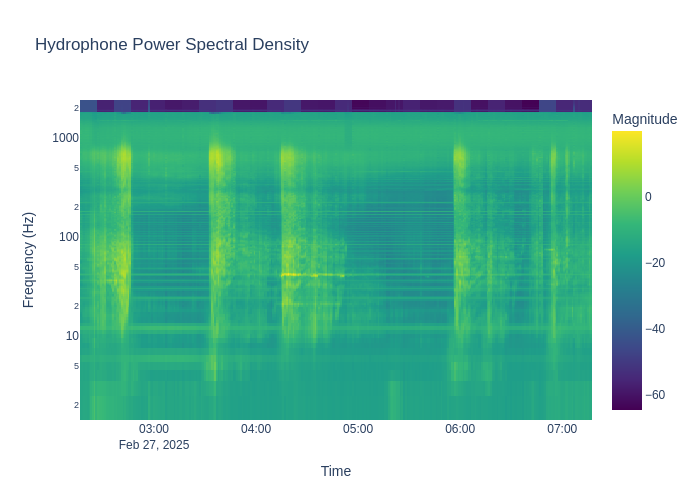 Hydrophone Power Spectral Density
Magnitude
0
−20
−40
−60
Frequency (Hz)
2
1000
5
2
100
5
2
10
5
2
03:00 04:00 05:00 06:00 07:00
Feb 27, 2025
Time